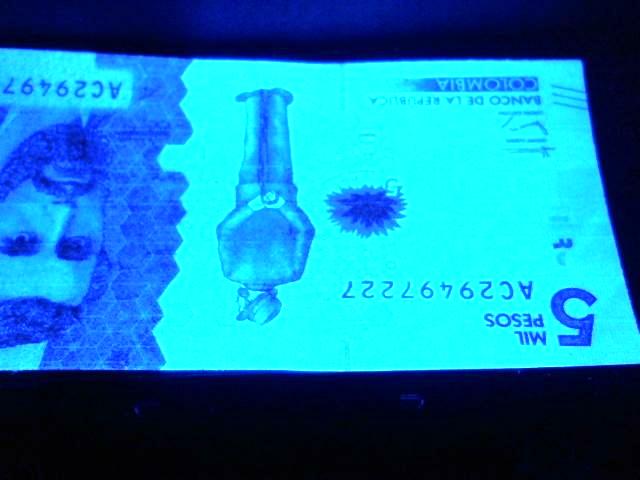 5
MIL
PESOS
AC29497227
BANCO DE LA REPUBLICA
COLOMBIA
AC29497